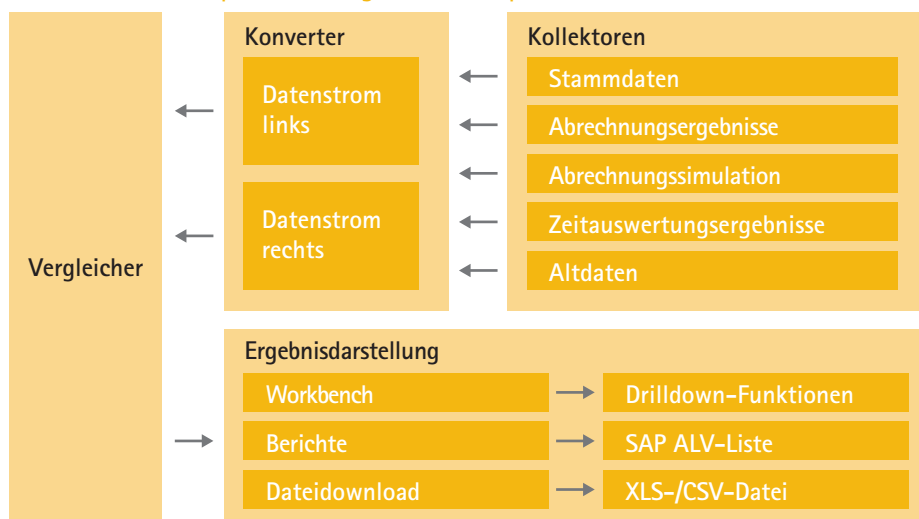 Konverter
Datenstrom
links
Datenstrom
rechts
Kollektoren
Stammdaten
Abrechnungsergebnisse
Abrechnungssimulation
Zeitauswertungsergebnisse
Altdaten
Vergleicher
Ergebnisdarstellung
Workbench
Drilldown-Funktionen
Berichte
SAP ALV-Liste
Dateidownload
XLS-/CSV-Datei